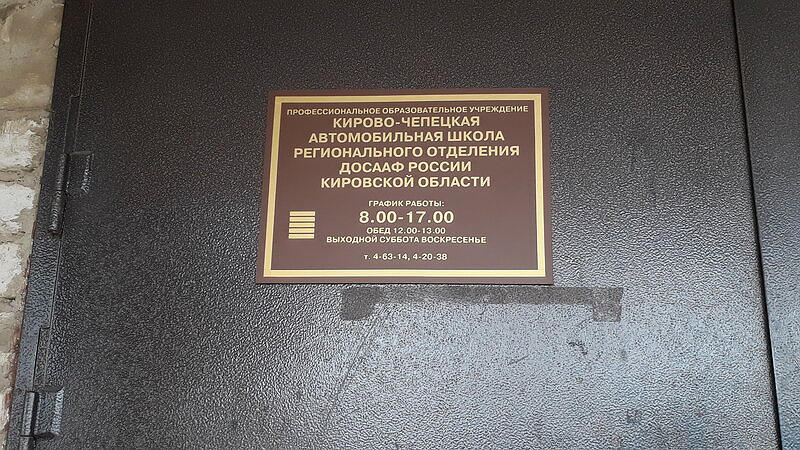 ПРОФЕССИОНАЛЬНОЕ ОБРАЗОВАТЕЛЬНОЕ УЧРЕЖДЕНИЕ
КИРОВО-ЧЕПЕЦКАЯ
АВТОМОБИЛЬНАЯ ШКОЛА
РЕГИОНАЛЬНОГО ОТДЕЛЕНИЯ
ДОСААФ РОССИИ
КИРОВСКОЙ ОБЛАСТИ
ГРАФИК РАБОТЫ:
8.00-17.00
ОБЕД 12.00-13.00
ВЫХОДНОЙ СУББОТА ВОСКРЕСЕНЬЕ
т. 4-63-14, 4-20-38